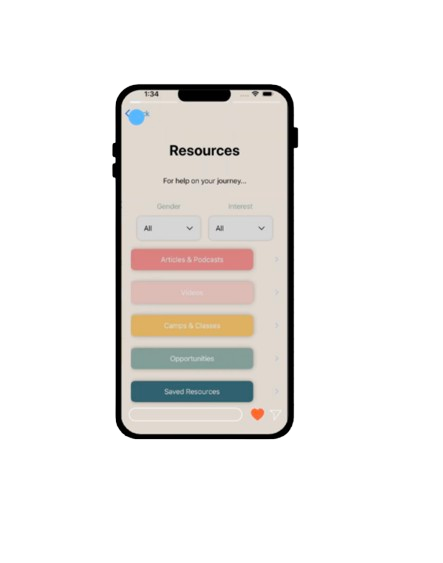 1:34
Resources
For help on your journey...
Gender Interest
All All
Articles & Podcasts
Videos
Camps & Classes
Opportunities
Saved Resources